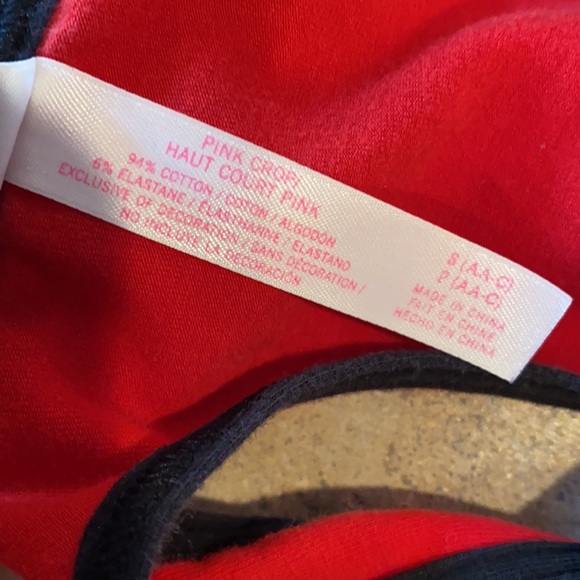 PINK CROP/
HAUT COURT PINK
94% COTTON / COTON / ALGODÓN
6% ELASTANE / ÉLASTHANNE / ELASTANO
EXCLUSIVE OF DECORATION / SANS DÉCORATION /
NO INCLUYE LA DECORACIÓN
S (AA-C)
P (AA-C)
MADE IN CHINA
FAIT EN CHINE
HECHO EN CHINA